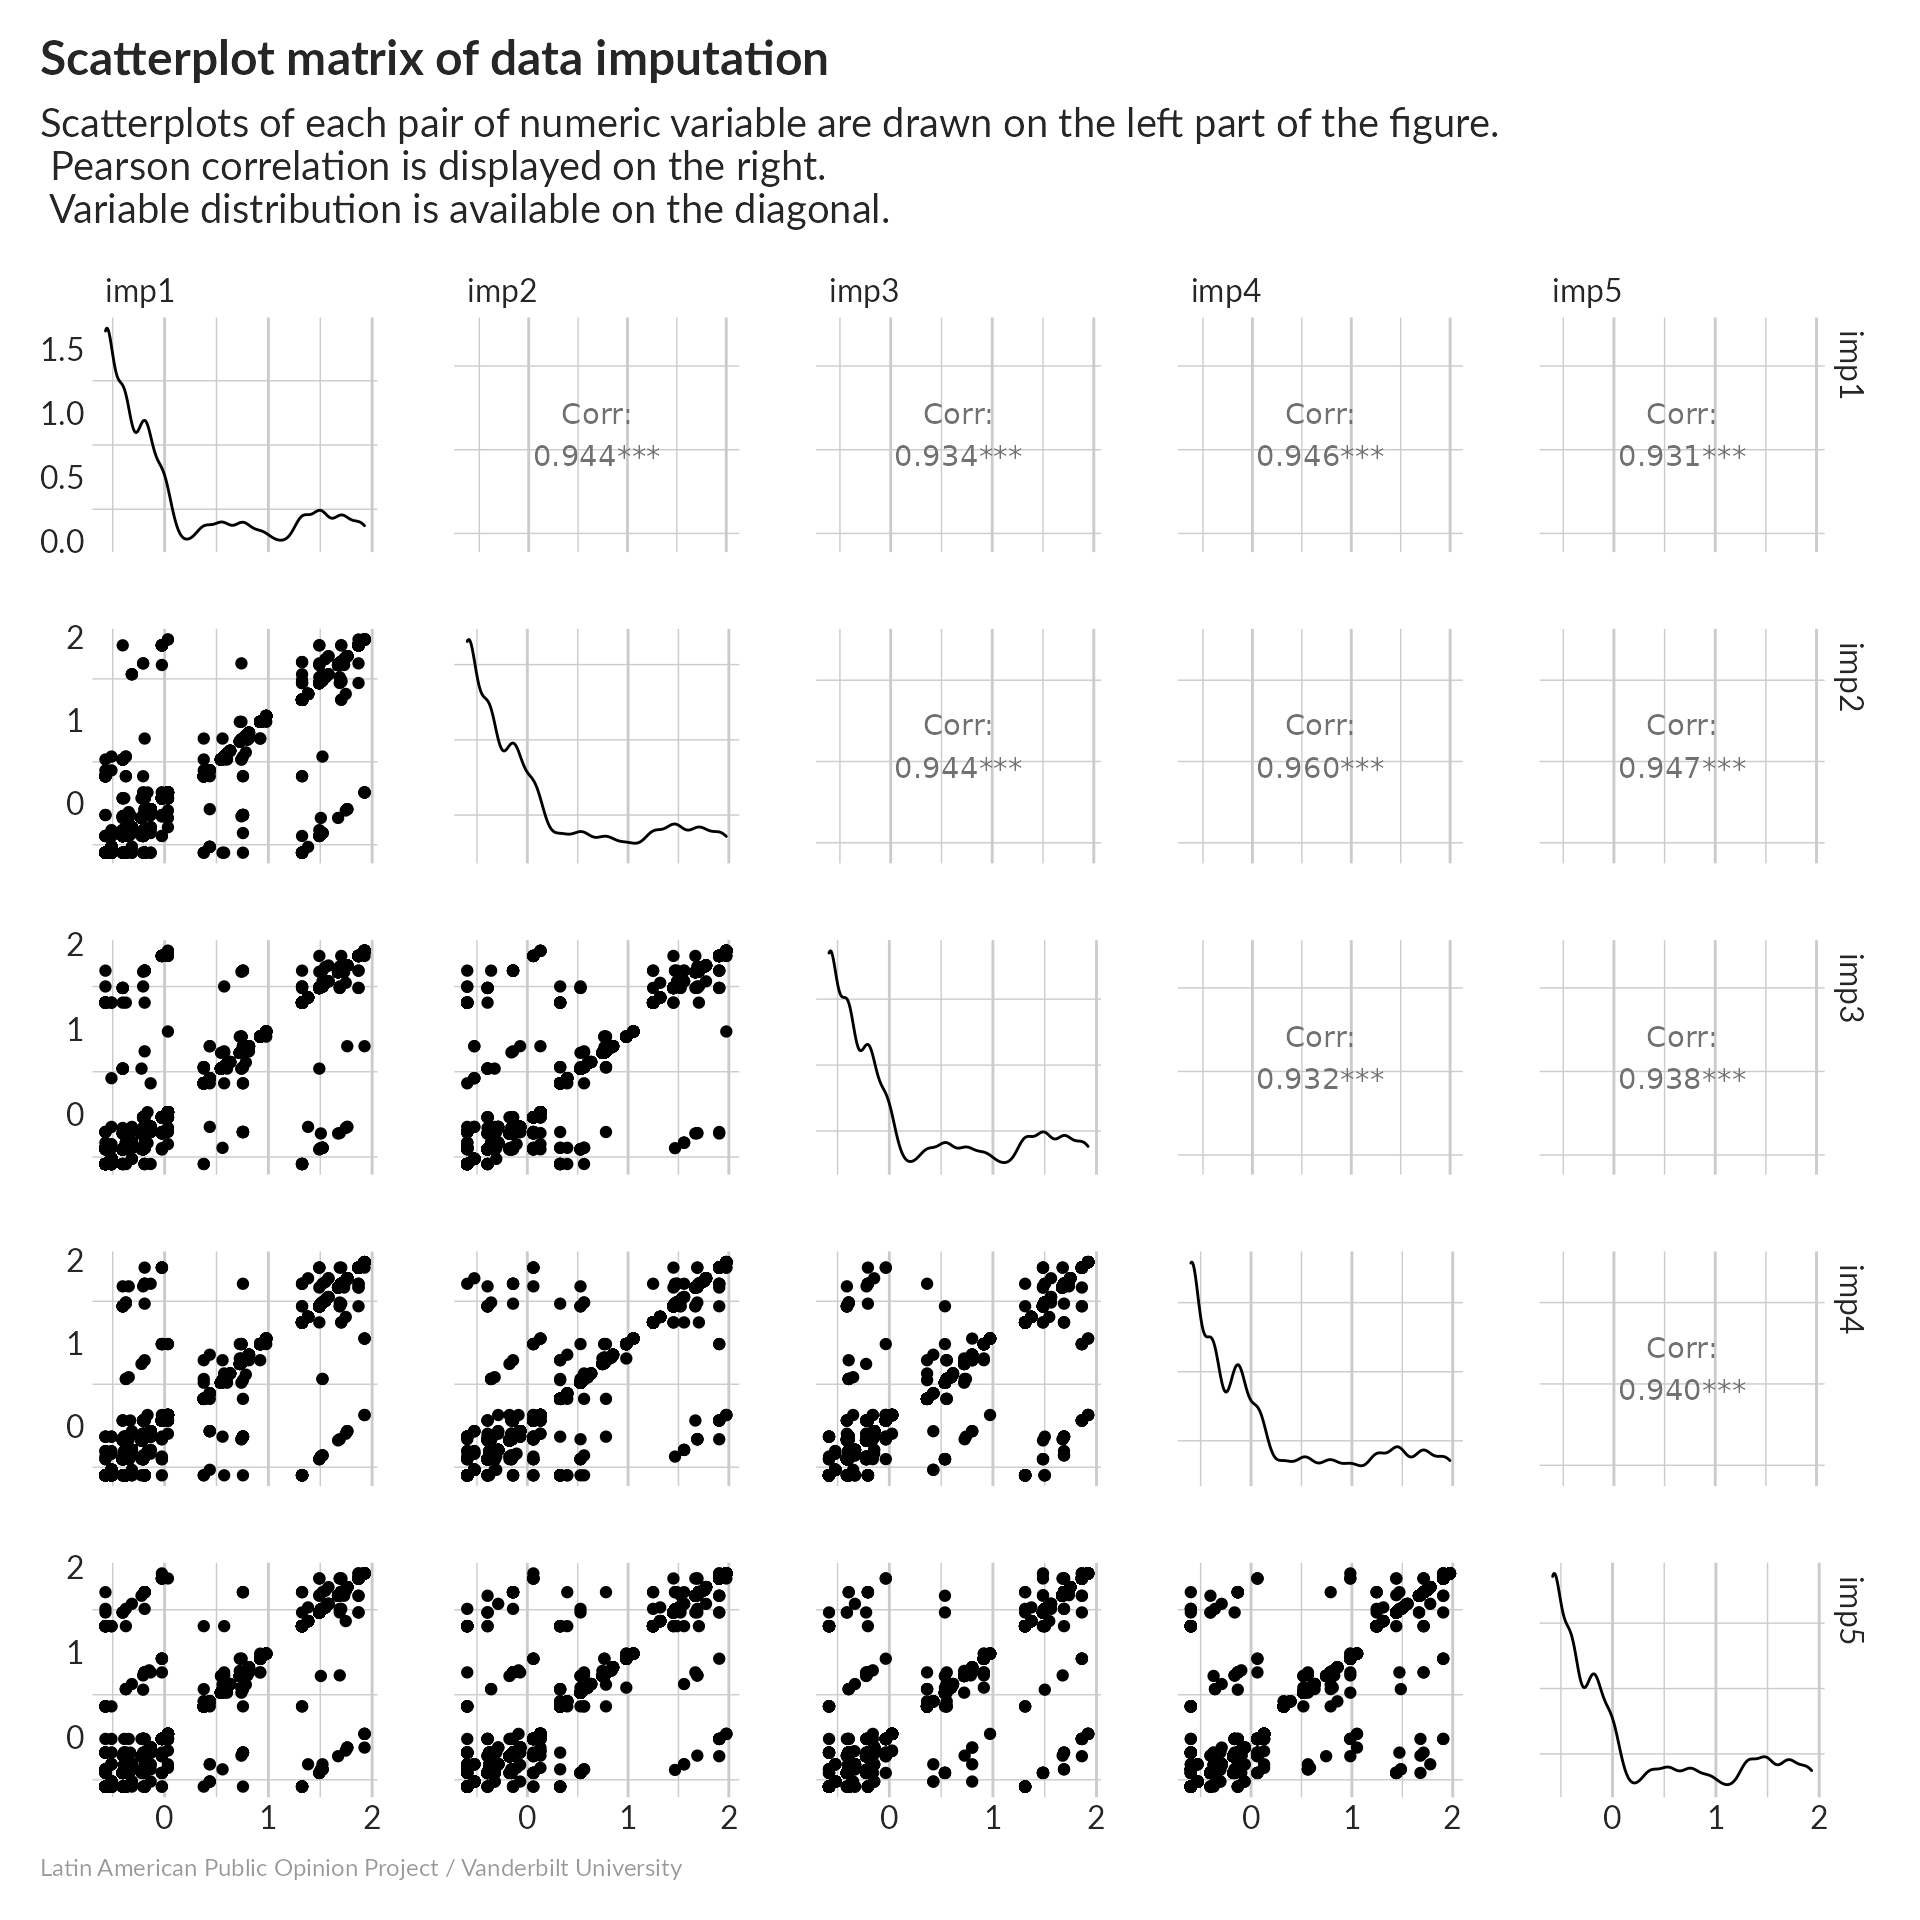 Scatterplot matrix of data imputation
Scatterplots of each pair of numeric variable are drawn on the left part of the figure.
Pearson correlation is displayed on the right.
Variable distribution is available on the diagonal.
imp1 imp2 imp3 imp4 imp5
1.5
1.0
0.5
0.0
Corr:
0.944***
Corr:
0.934***
Corr:
0.946***
Corr:
0.931***
imp1
2
1
0
Corr:
0.944***
Corr:
0.960***
Corr:
0.947***
imp2
2
1
0
Corr:
0.932***
Corr:
0.938***
imp3
2
1
0
Corr:
0.940***
imp4
2
1
0
imp5
0 1 2 0 1 2 0 1 2 0 1 2 0 1 2
Latin American Public Opinion Project / Vanderbilt University